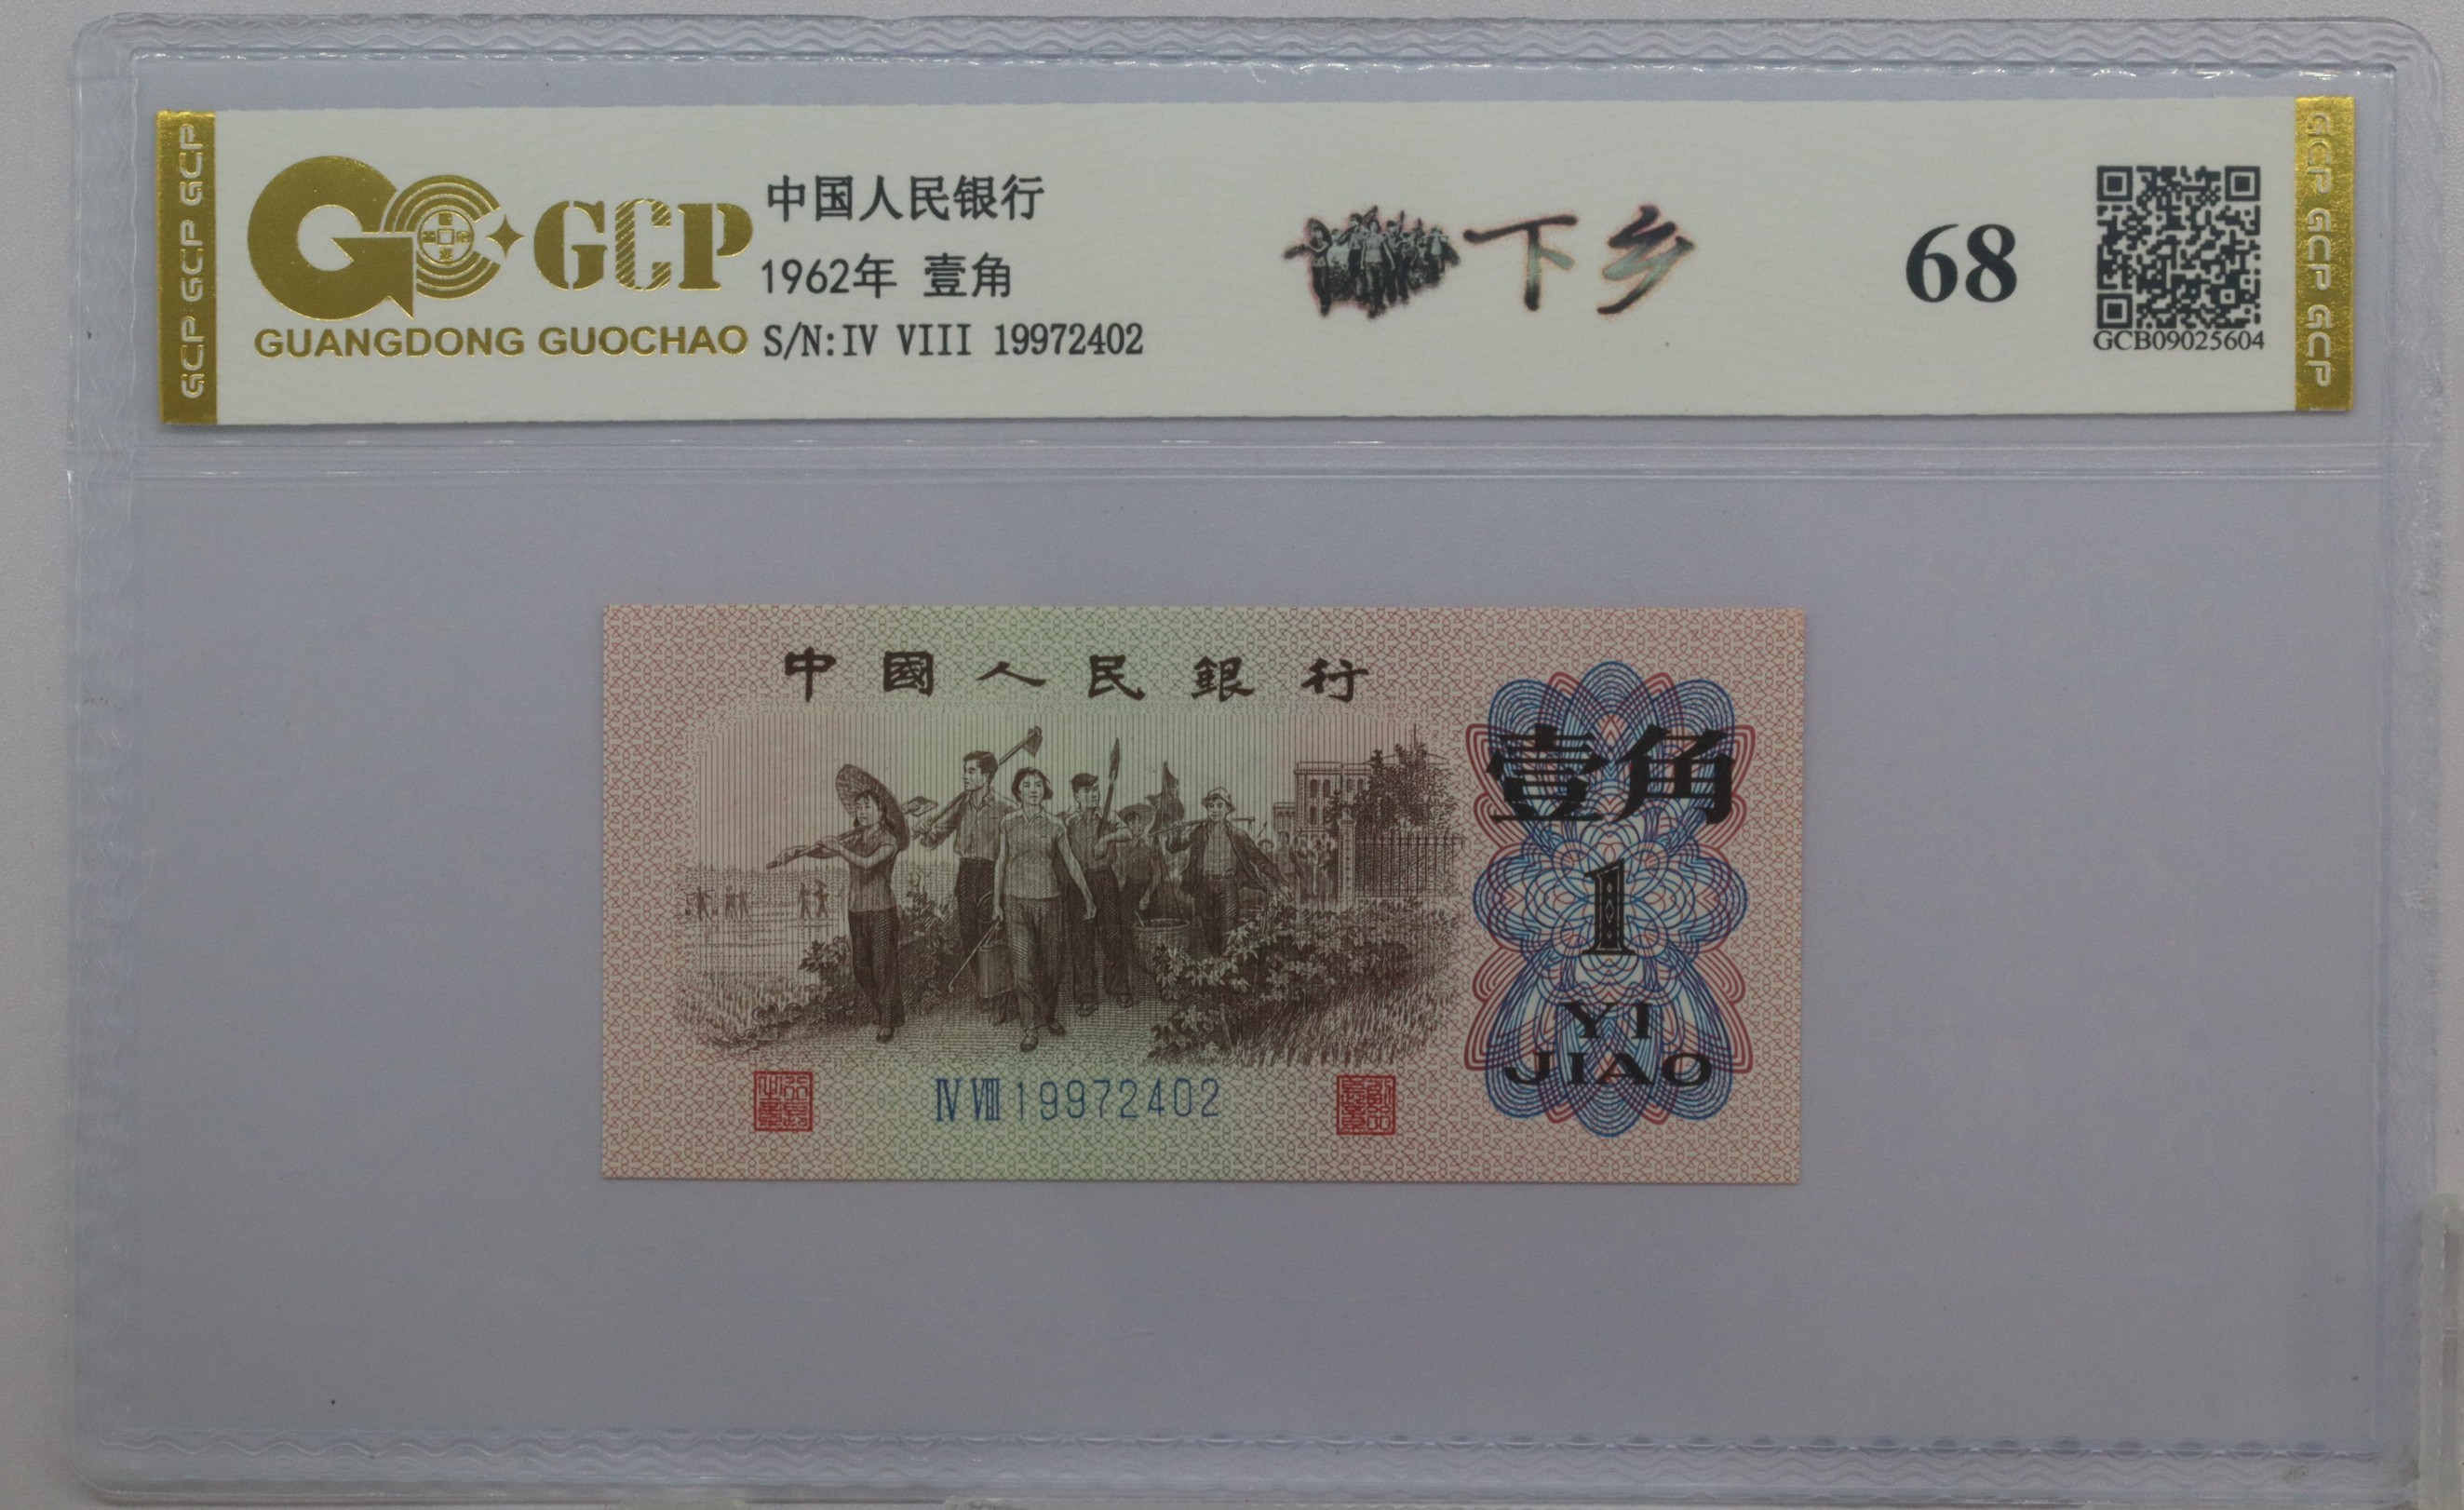 GCP GCP GCP
GCP
GUANGDONG GUOCHAO
中国人民银行
1962年 壹角
S/N:IV VIII 19972402
下乡
68
GCB09025604
GCP GCP GCP
中國人民銀行
壹角
1
YI
JIAO
IV VIII 19972402